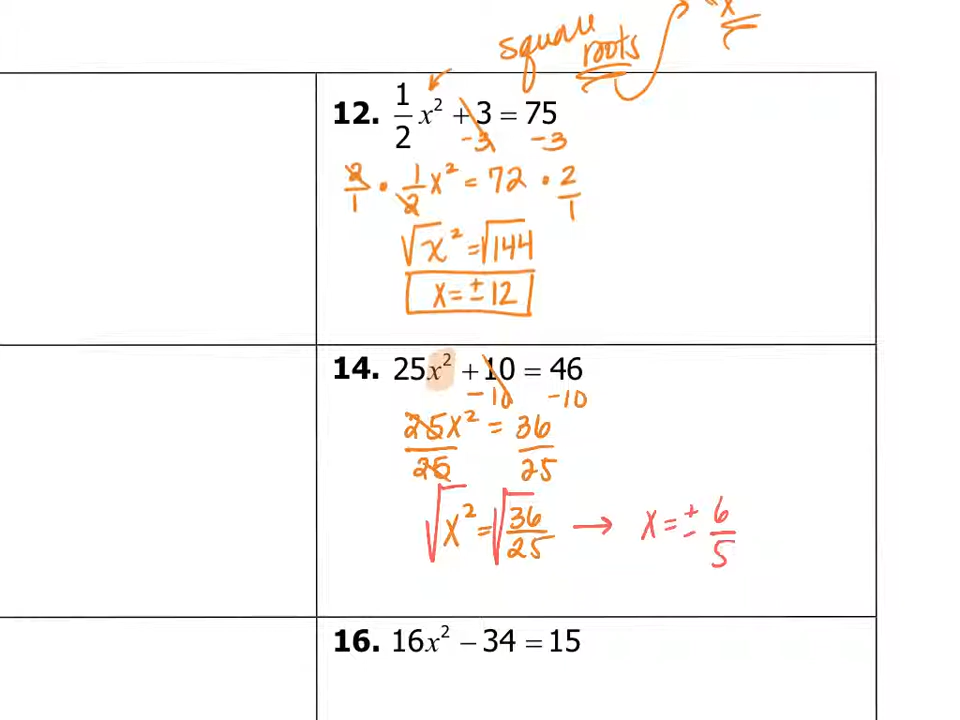 square
roots
x
12. 1/2 x² + 3 = 75
-3 -3
2/1 · 1/2 x² = 72 · 2/1
√x² = √144
x = ± 12
14. 25x² + 10 = 46
-10 -10
25x²/25 = 36/25
√x² = √36/25 → x = ± 6/5
16. 16x² − 34 = 15